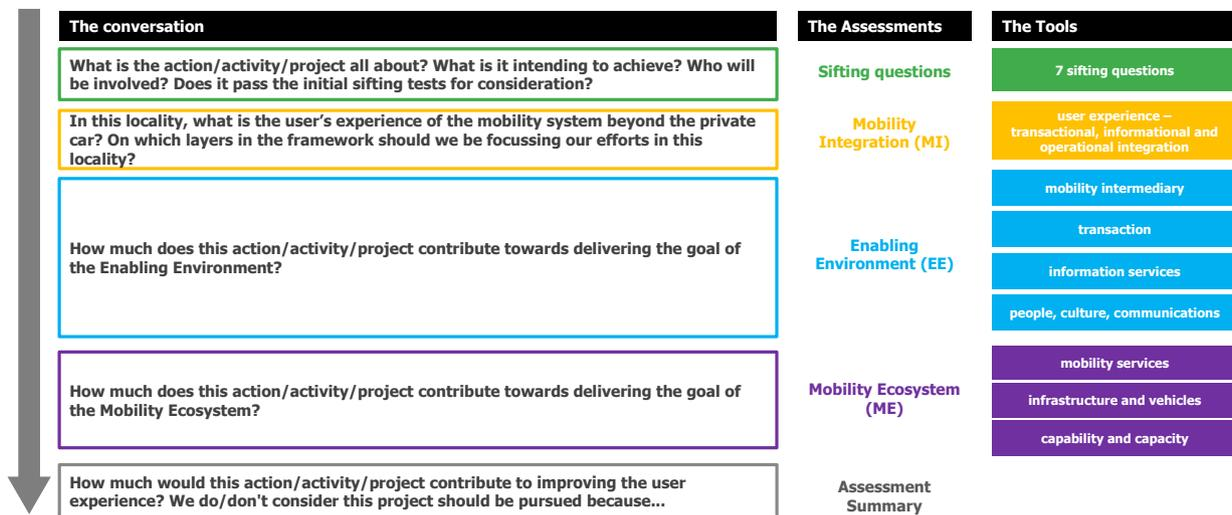 The conversation
The Assessments
The Tools
What is the action/activity/project all about? What is it intending to achieve? Who will
be involved? Does it pass the initial sifting tests for consideration?
Sifting questions
7 sifting questions
In this locality, what is the user’s experience of the mobility system beyond the private
car? On which layers in the framework should we be focussing our efforts in this
locality?
Mobility
Integration (MI)
user experience –
transactional, informational and
operational integration
How much does this action/activity/project contribute towards delivering the goal of
the Enabling Environment?
Enabling
Environment (EE)
mobility intermediary
transaction
information services
people, culture, communications
How much does this action/activity/project contribute towards delivering the goal of
the Mobility Ecosystem?
Mobility Ecosystem
(ME)
mobility services
infrastructure and vehicles
capability and capacity
How much would this action/activity/project contribute to improving the user
experience? We do/don't consider this project should be pursued because...
Assessment
Summary